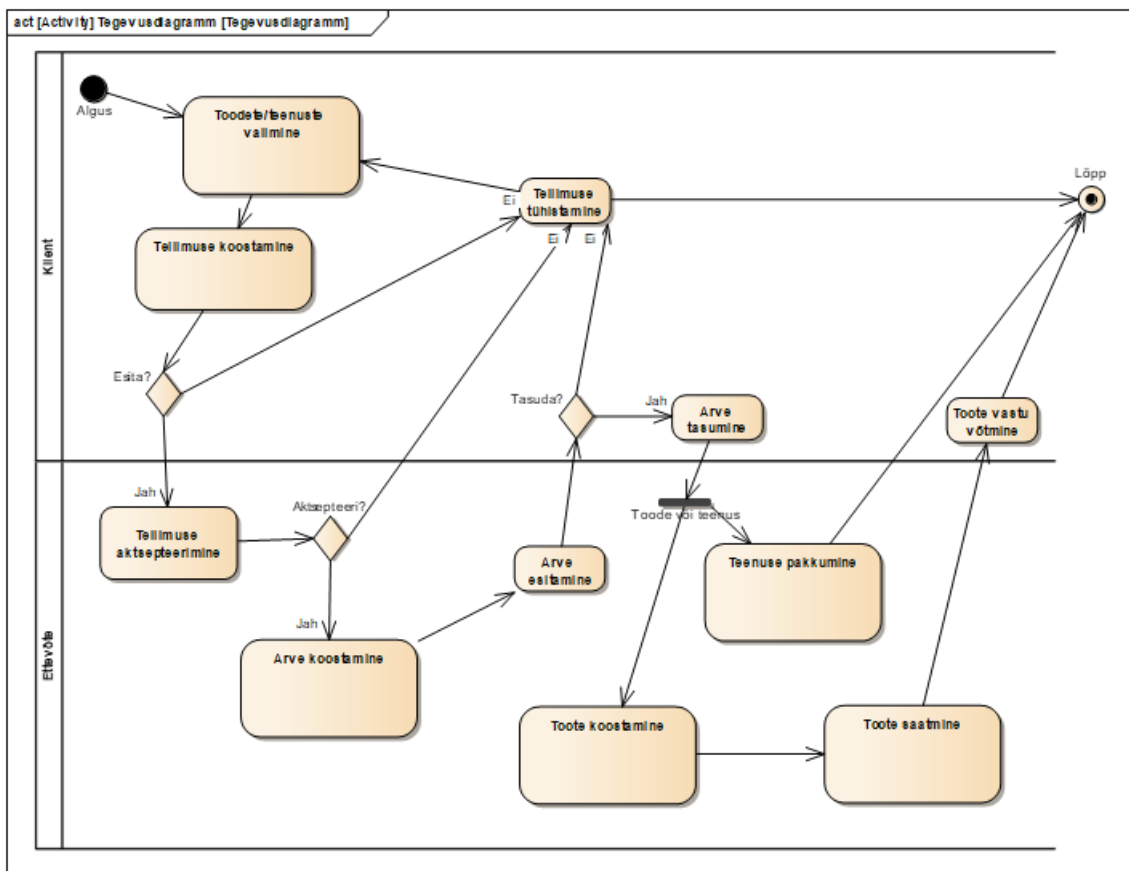 act [Activity] Tegevusdiagramm [Tegevusdiagramm]
Klient
Algus
Toodete/teenuste
valimine
Tellimuse koostamine
Esita?
Ei
Tellimuse
tühistamine
Ei
Ei
Lõpp
Tasuda?
Jah
Arve
tasumine
Toote vastu
võtmine
Ettevõte
Jah
Tellimuse
aktsepteerimine
Aktsepteeri?
Jah
Arve koostamine
Arve
esitamine
Toode või teenus
Teenuse pakkumine
Toote koostamine
Toote saatmine